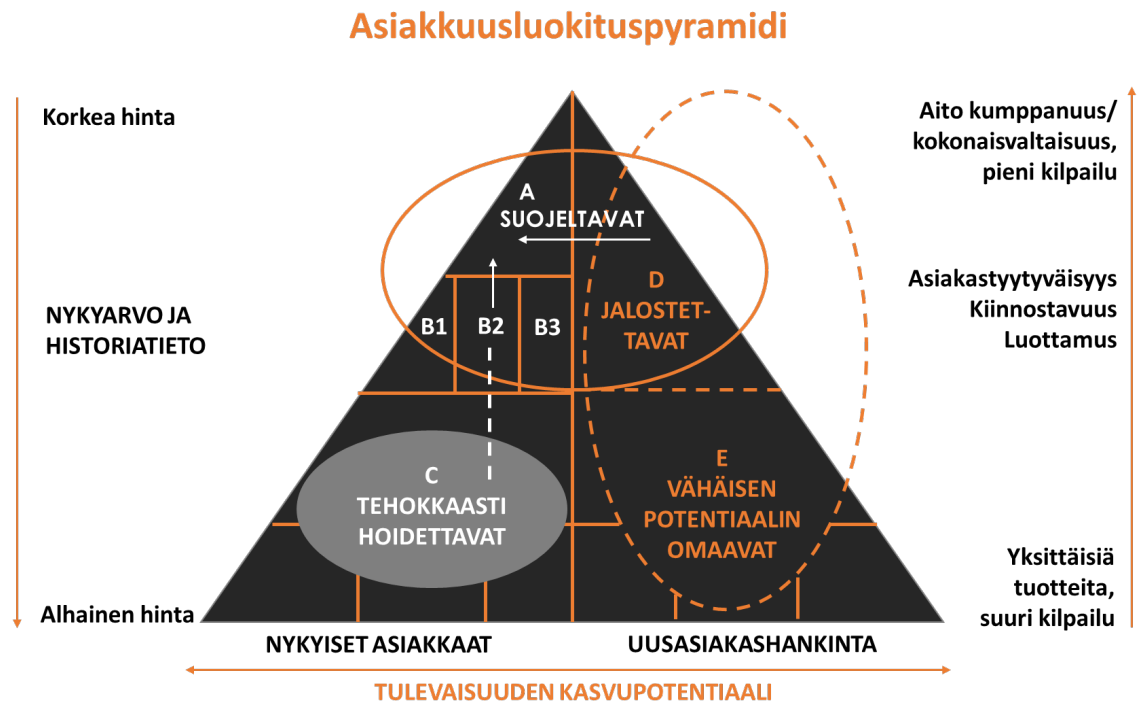 Asiakkuusluokituspyramidi
Korkea hinta
NYKYARVO JA
HISTORIATIETO
Alhainen hinta
A
SUOJELTAVAT
B1
B2
B3
C
TEHOKKAASTI
HOIDETTAVAT
D
JALOSTET-
TAVAT
E
VÄHÄISEN
POTENTIAALIN
OMAAVAT
Aito kumppanuus/
kokonaisvaltaisuus,
pieni kilpailu
Asiakastyytyväisyys
Kiinnostavuus
Luottamus
Yksittäisiä
tuotteita,
suuri kilpailu
NYKYISET ASIAKKAAT
UUSASIAKASHANKINTA
TULEVAISUUDEN KASVUPOTENTIAALI